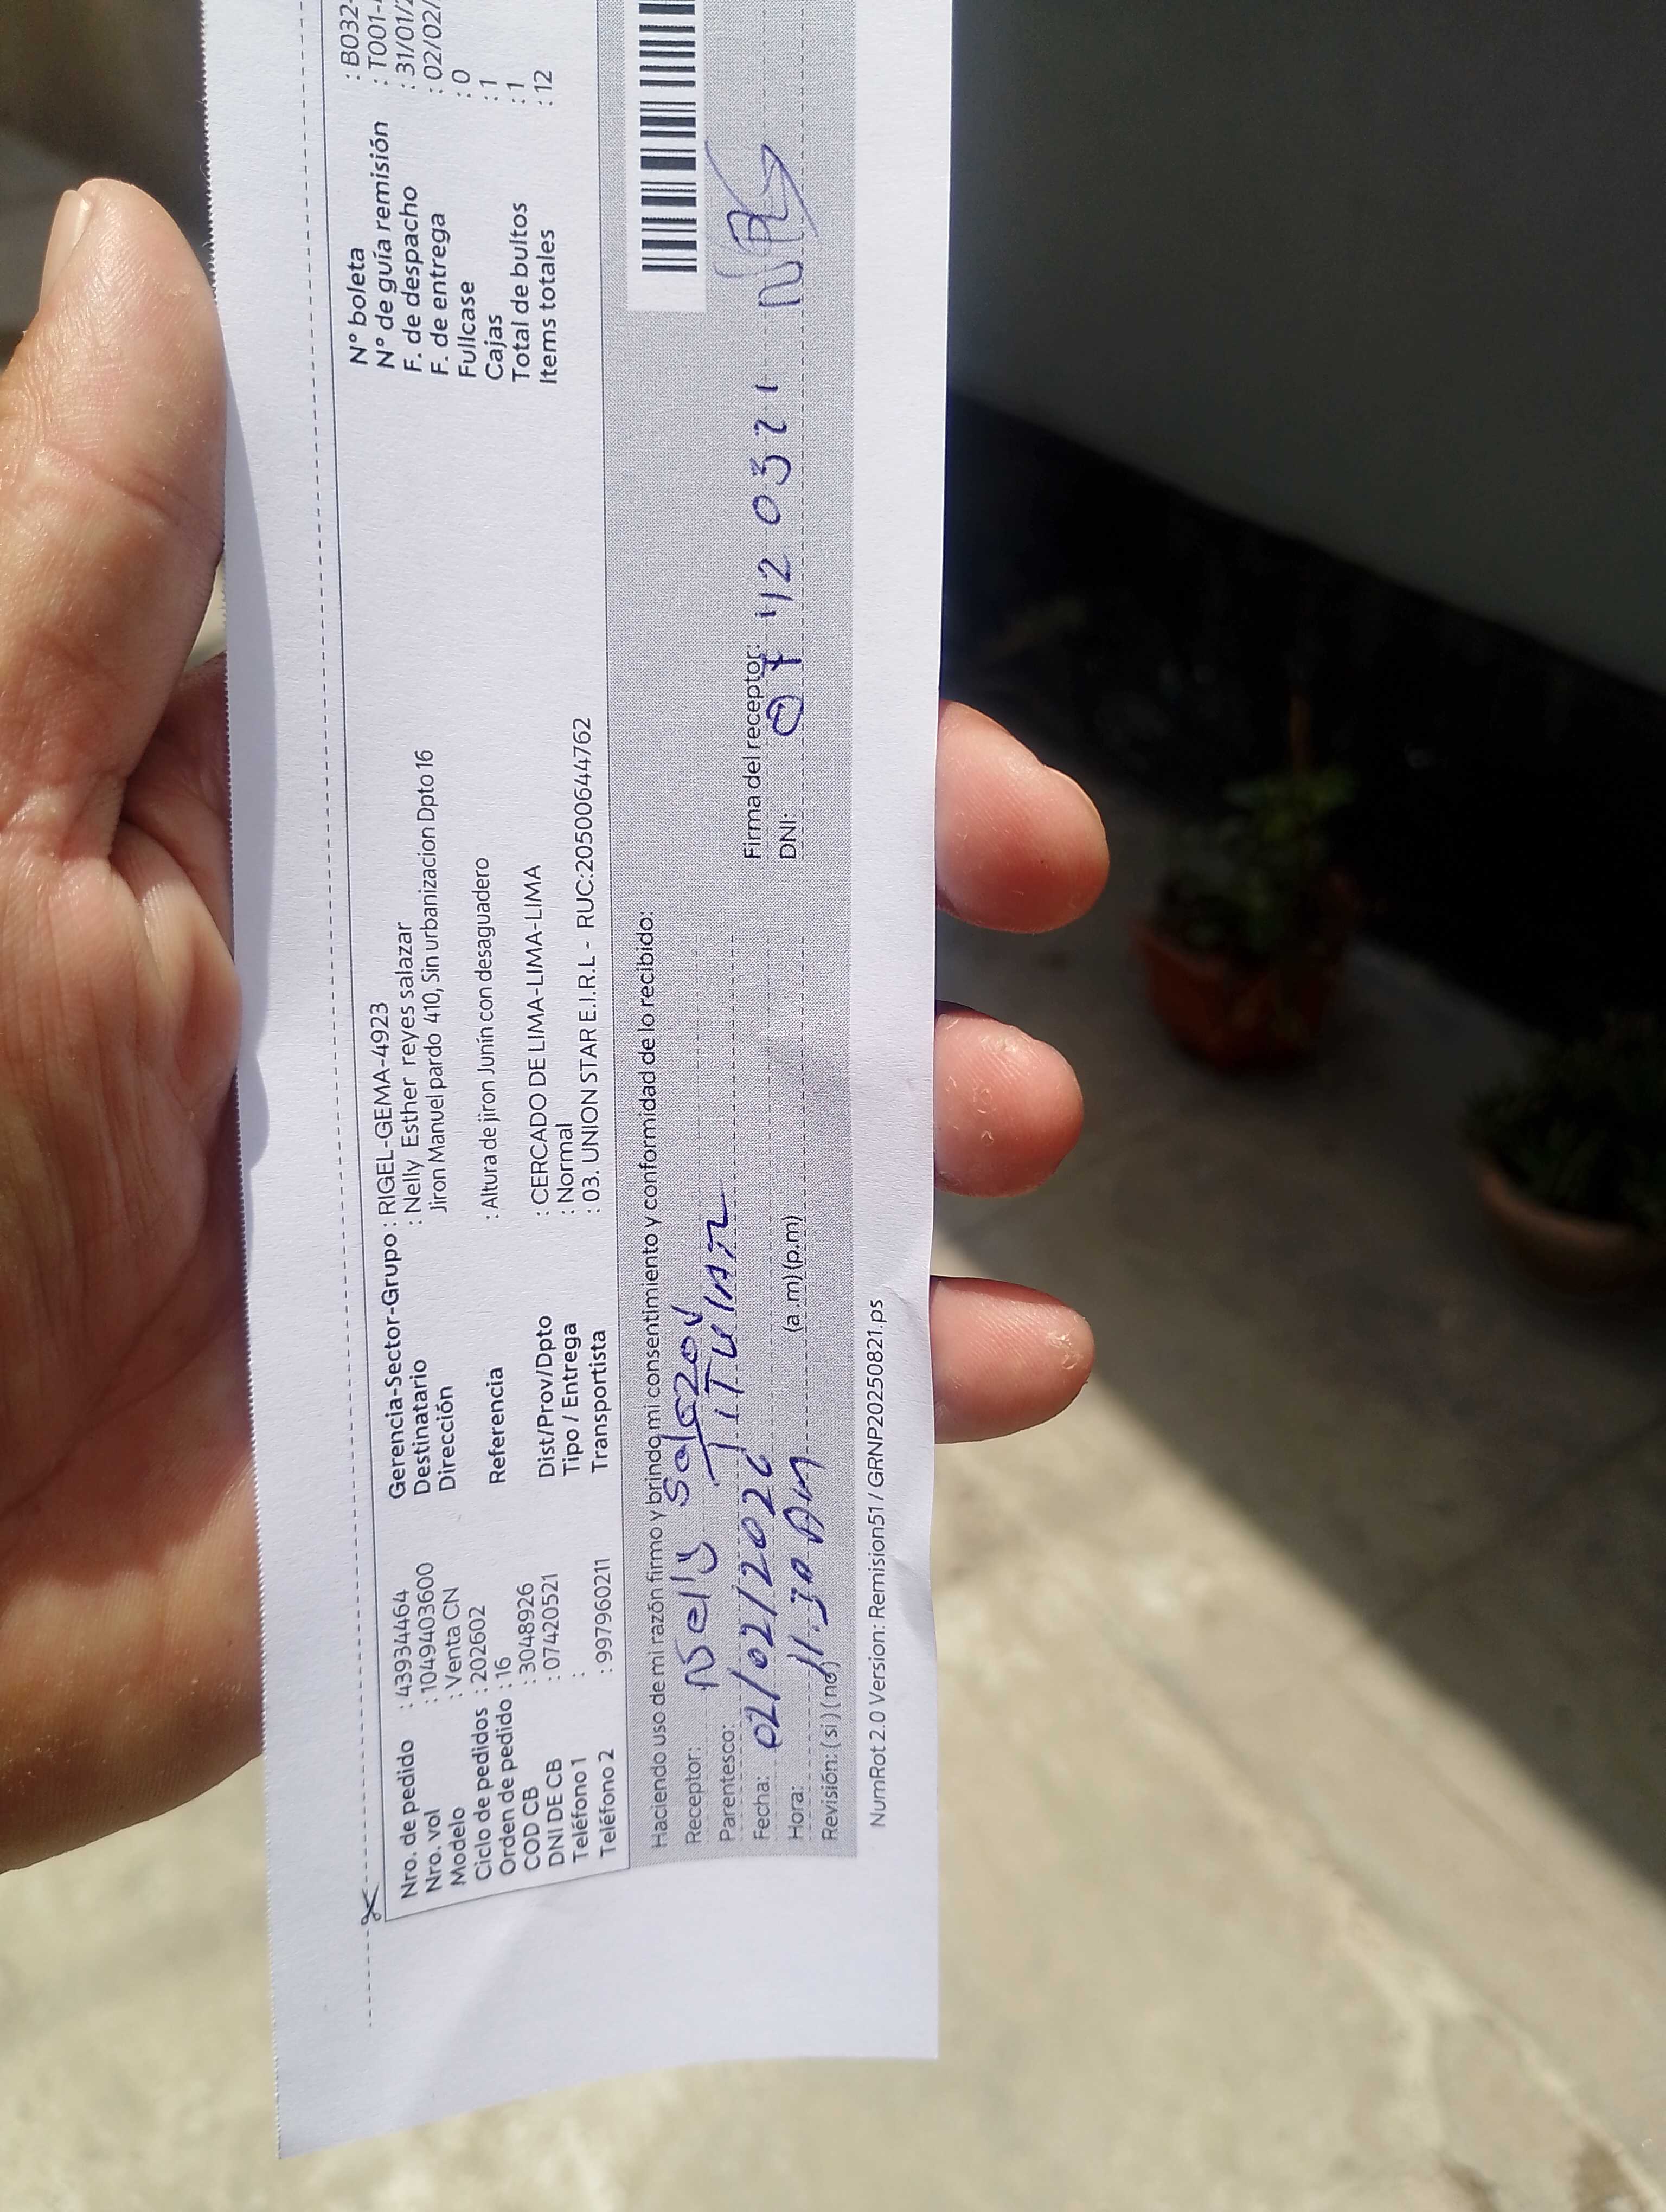 Nro. de pedido : 43934464
Nro. vol : 1049403600
Modelo : Venta CN
Ciclo de pedidos : 202602
Orden de pedido : 16
COD CB : 3048926
DNI DE CB : 07420521
Teléfono 1 :
Teléfono 2 : 997960211
Gerencia-Sector-Grupo : RIGEL-GEMA-4923
Destinatario : Nelly Esther reyes salazar
Dirección Jiron Manuel pardo 410, Sin urbanizacion Dpto 16
Referencia : Altura de jiron Junín con desaguadero
Dist/Prov/Dpto : CERCADO DE LIMA-LIMA-LIMA
Tipo / Entrega : Normal
Transportista : 03. UNION STAR E.I.R.L - RUC:20500644762
N° boleta : B032-
N° de guía remisión : T001-
F. de despacho : 31/01/2
F. de entrega : 02/02/
Fullcase : 0
Cajas : 1
Total de bultos : 1
Items totales : 12
Haciendo uso de mi razón firmo y brindo mi consentimiento y conformidad de lo recibido:
Receptor: Nelly
Parentesco: TiTULAR
Fecha: 02/02/2026
Hora: 11:30 Am (a.m) (p.m)
Revisión: ( si ) ( no )
Firma del receptor:
DNI: 07420321
NumRot 2.0 Version: Remision51 / GRNP20250821.ps